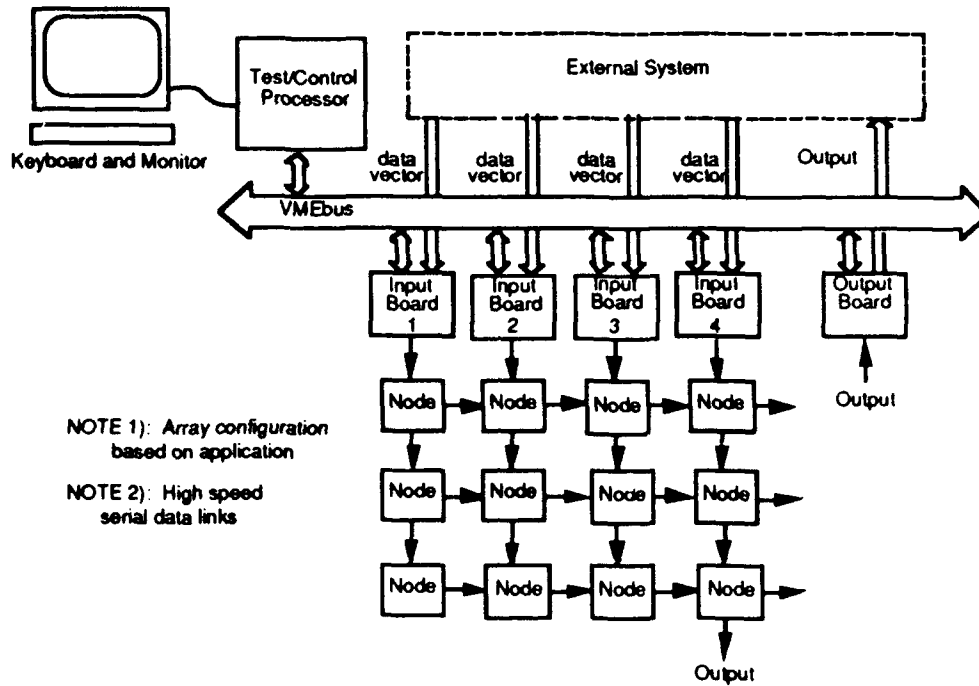 Test/Control
Processor
External System
Keyboard and Monitor
data
vector
data
vector
data
vector
data
vector
Output
VMEbus
Input
Board
1
Input
Board
2
Input
Board
3
Input
Board
4
Output
Board
Node
Node
Node
Node
Output
NOTE 1): Array configuration
based on application
Node
Node
Node
Node
NOTE 2): High speed
serial data links
Node
Node
Node
Node
Output